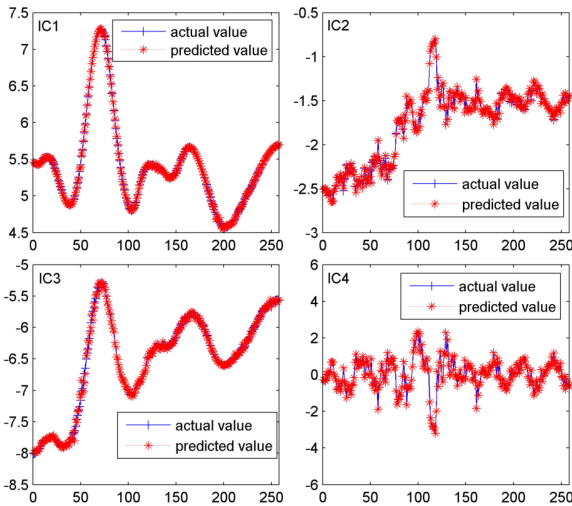 IC1
actual value
predicted value
7.5
7
6.5
6
5.5
5
4.5
0 50 100 150 200 250
IC2
actual value
predicted value
-0.5
-1
-1.5
-2
-2.5
-3
0 50 100 150 200 250
IC3
actual value
predicted value
-5
-5.5
-6
-6.5
-7
-7.5
-8
-8.5
0 50 100 150 200 250
IC4
actual value
predicted value
6
4
2
0
-2
-4
-6
0 50 100 150 200 250